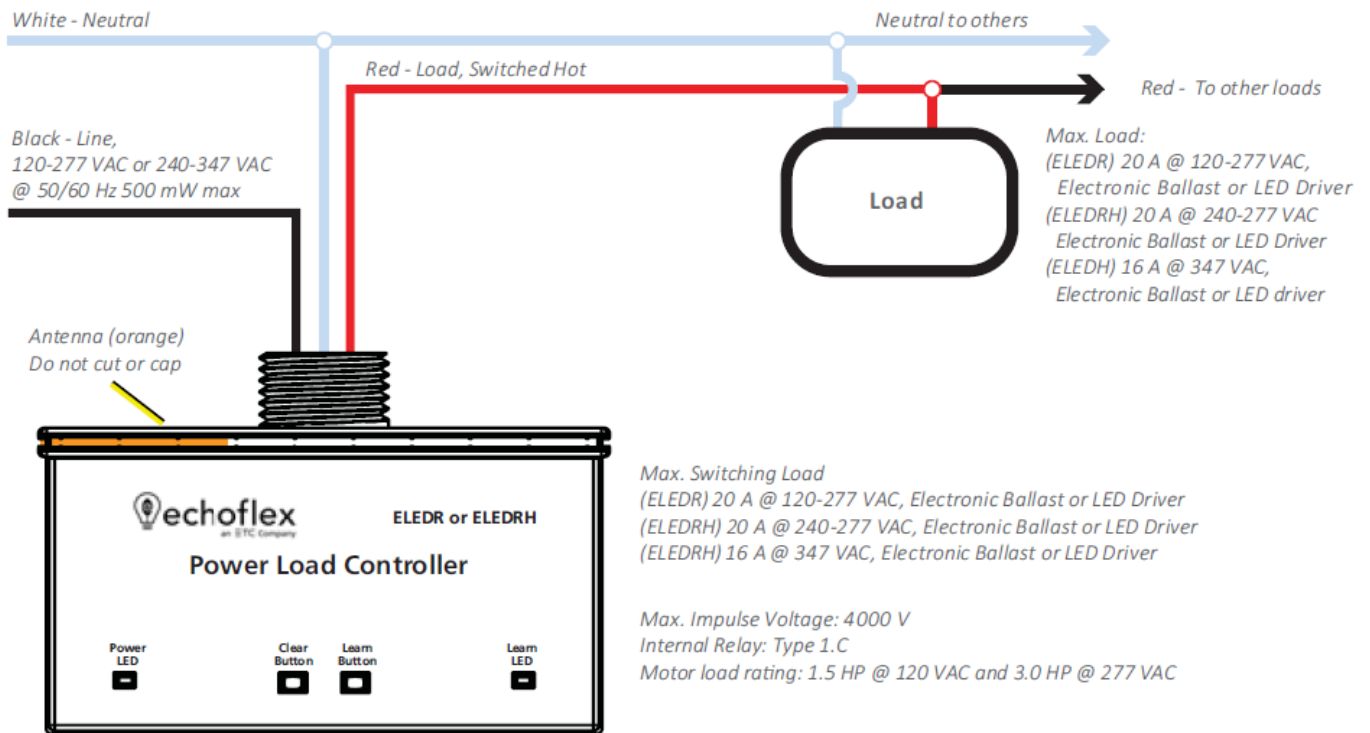 White - Neutral
Neutral to others
Red - Load, Switched Hot
Red - To other loads
Black - Line,
120-277 VAC or 240-347 VAC
@ 50/60 Hz 500 mW max
Max. Load:
(ELEDR) 20 A @ 120-277 VAC,
Electronic Ballast or LED Driver
(ELEDRH) 20 A @ 240-277 VAC
Electronic Ballast or LED Driver
(ELEDH) 16 A @ 347 VAC,
Electronic Ballast or LED driver
Load
Antenna (orange)
Do not cut or cap
echoflex
an ETC Company
ELEDR or ELEDRH
Power Load Controller
Power
LED
Clear
Button
Learn
Button
Learn
LED
Max. Switching Load
(ELEDR) 20 A @ 120-277 VAC, Electronic Ballast or LED Driver
(ELEDRH) 20 A @ 240-277 VAC, Electronic Ballast or LED Driver
(ELEDRH) 16 A @ 347 VAC, Electronic Ballast or LED Driver
Max. Impulse Voltage: 4000 V
Internal Relay: Type 1.C
Motor load rating: 1.5 HP @ 120 VAC and 3.0 HP @ 277 VAC